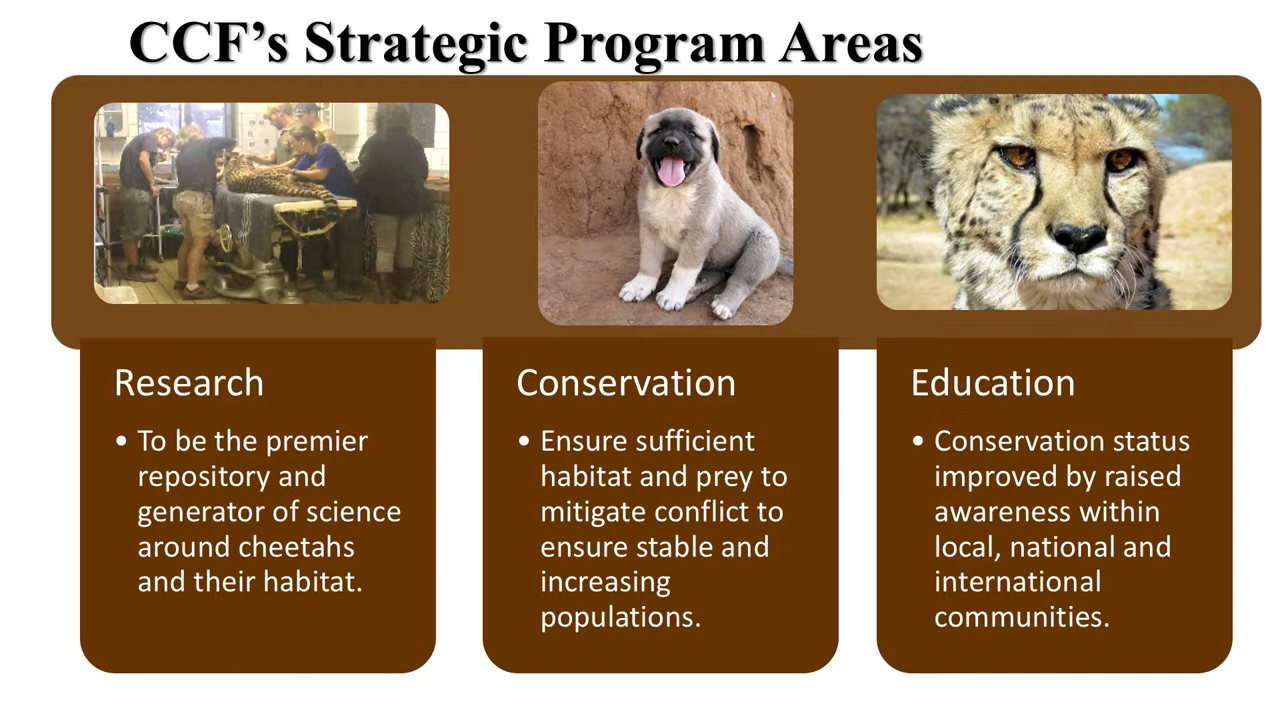 CCF’s Strategic Program Areas
Research
• To be the premier
repository and
generator of science
around cheetahs
and their habitat.
Conservation
• Ensure sufficient
habitat and prey to
mitigate conflict to
ensure stable and
increasing
populations.
Education
• Conservation status
improved by raised
awareness within
local, national and
international
communities.